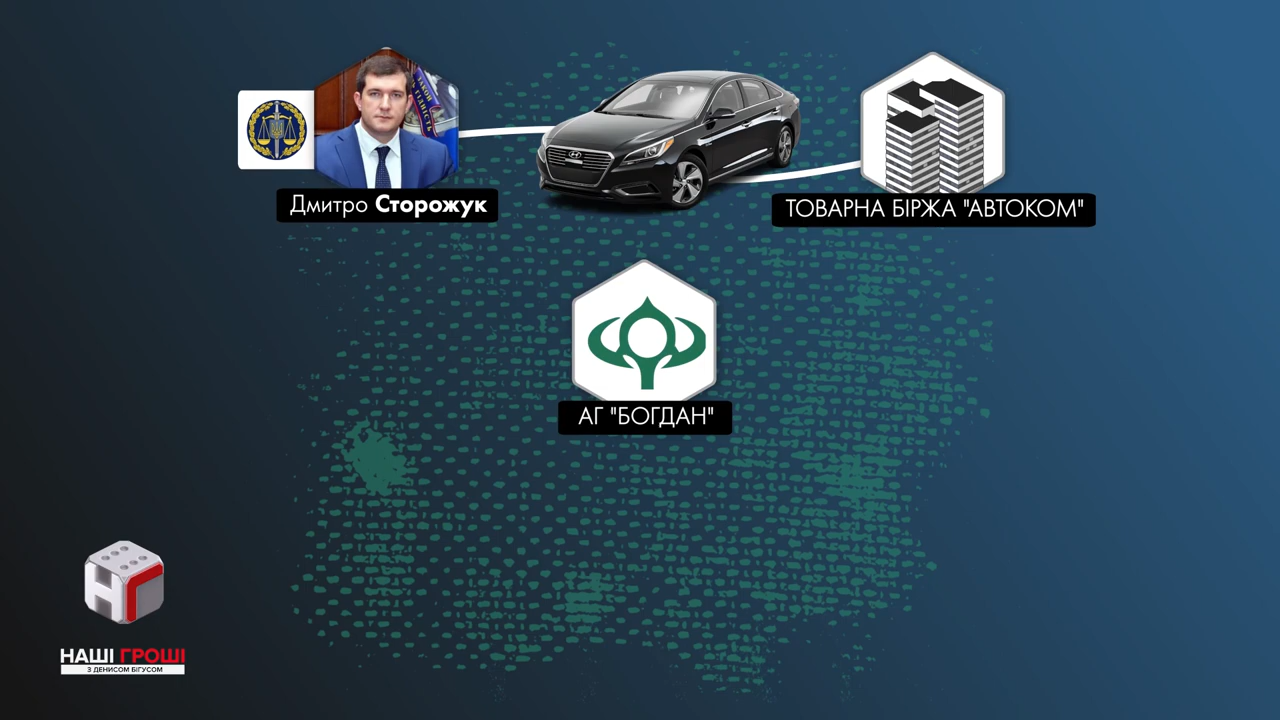 Дмитро Сторожук
ТОВАРНА БІРЖА "АВТОКОМ"
АГ "БОГДАН"
НАШІ ГРОШІ
З ДЕНИСОМ БІГУСОМ